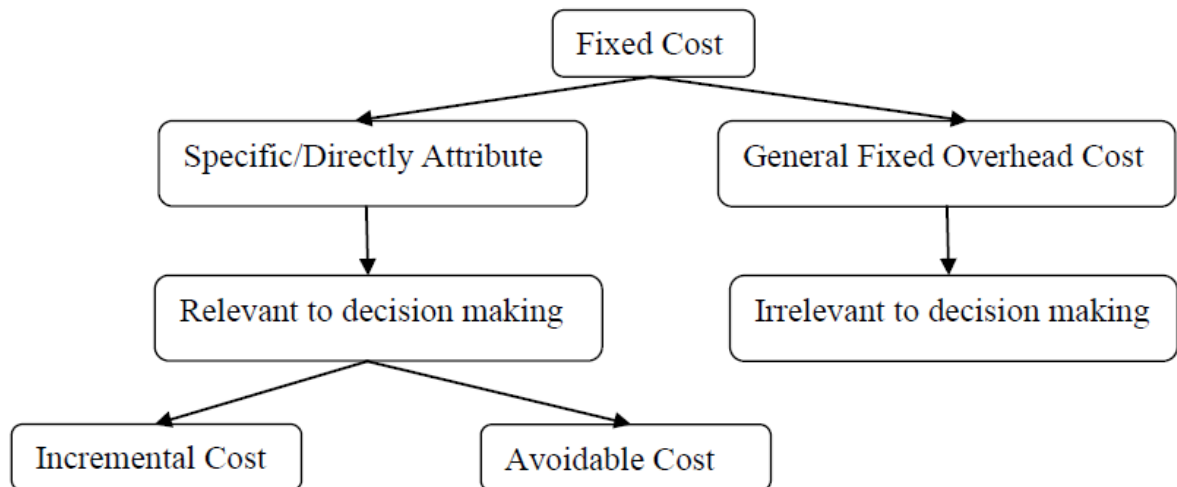 Fixed Cost
Specific/Directly Attribute
General Fixed Overhead Cost
Relevant to decision making
Irrelevant to decision making
Incremental Cost
Avoidable Cost